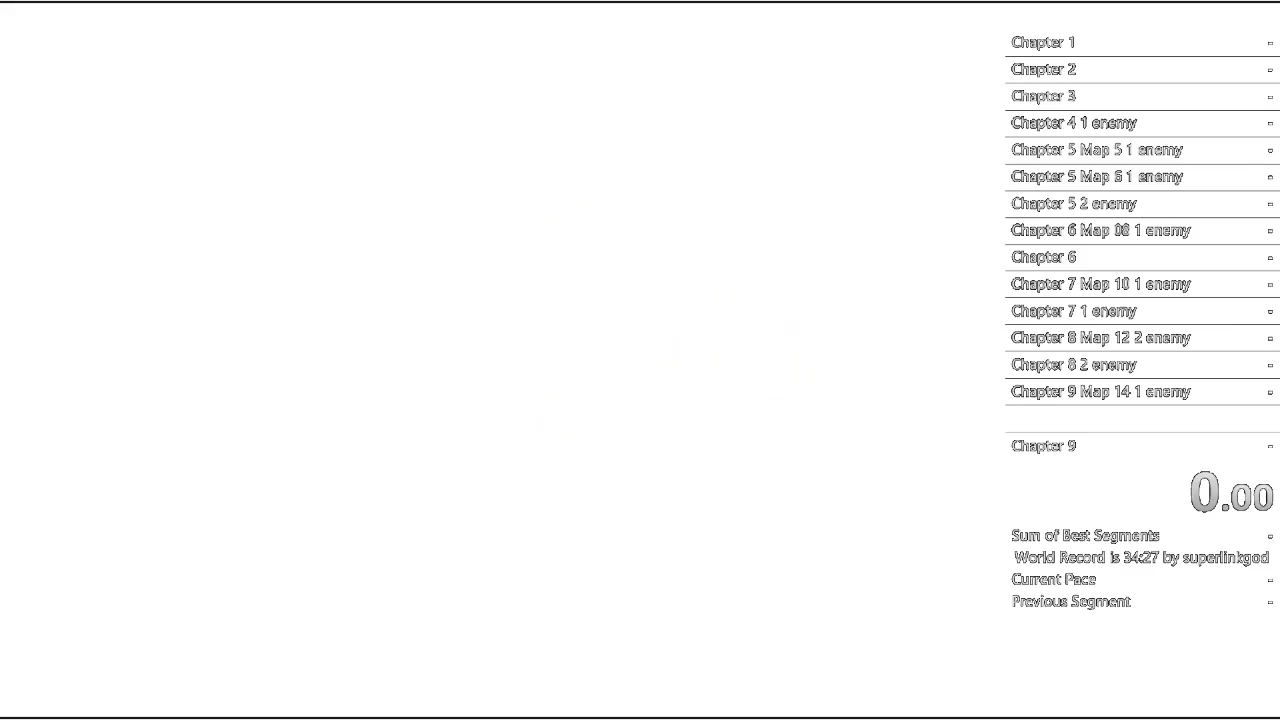 Chapter 1 -
Chapter 2 -
Chapter 3 -
Chapter 4 1 enemy -
Chapter 5 Map 5 1 enemy -
Chapter 5 Map 6 1 enemy -
Chapter 5 2 enemy -
Chapter 6 Map 08 1 enemy -
Chapter 6 -
Chapter 7 Map 10 1 enemy -
Chapter 7 1 enemy -
Chapter 8 Map 12 2 enemy -
Chapter 8 2 enemy -
Chapter 9 Map 14 1 enemy -
Chapter 9 -
0.00
Sum of Best Segments -
World Record is 34:27 by superlinkgod
Current Pace -
Previous Segment -